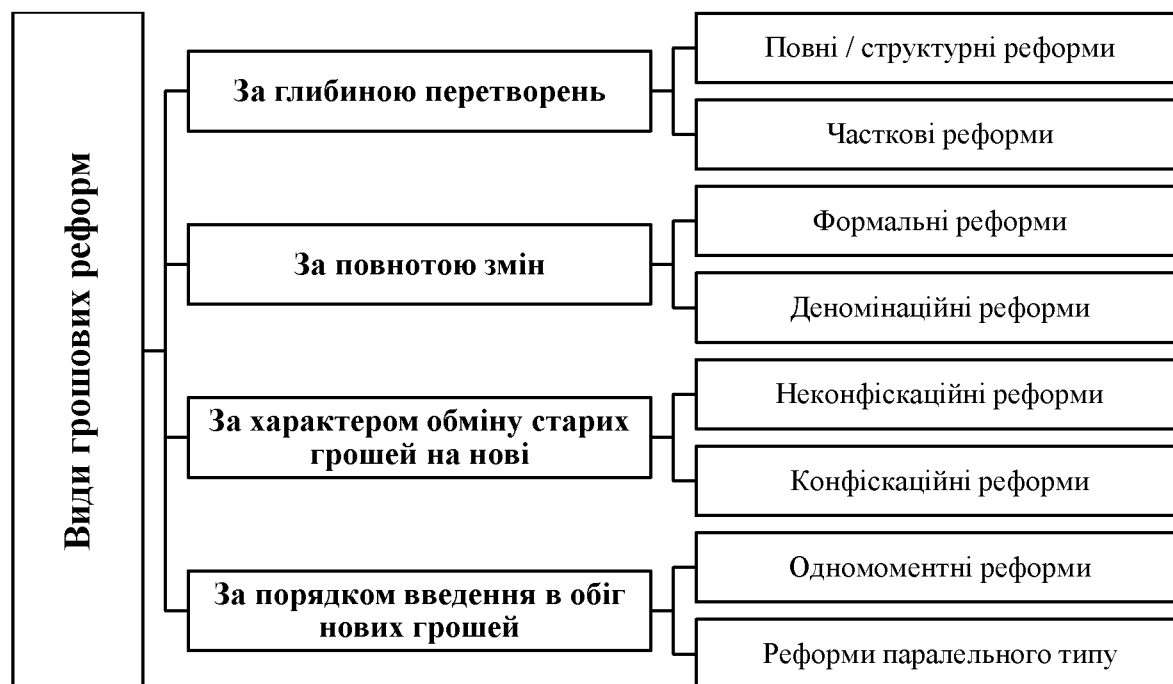 Види грошових реформ
За глибиною перетворень
Повні / структурні реформи
Часткові реформи
За повнотою змін
Формальні реформи
Деномінаційні реформи
За характером обміну старих
грошей на нові
Неконфіскаційні реформи
Конфіскаційні реформи
За порядком введення в обіг
нових грошей
Одномоментні реформи
Реформи паралельного типу